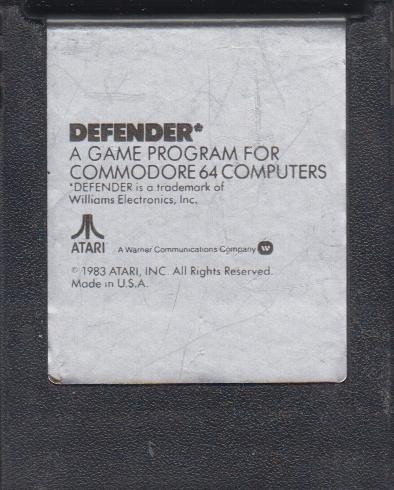 DEFENDER*
A GAME PROGRAM FOR
COMMODORE 64 COMPUTERS
*DEFENDER is a trademark of
Williams Electronics, Inc.
ATARI A Warner Communications Company
© 1983 ATARI, INC. All Rights Reserved.
Made in U.S.A.